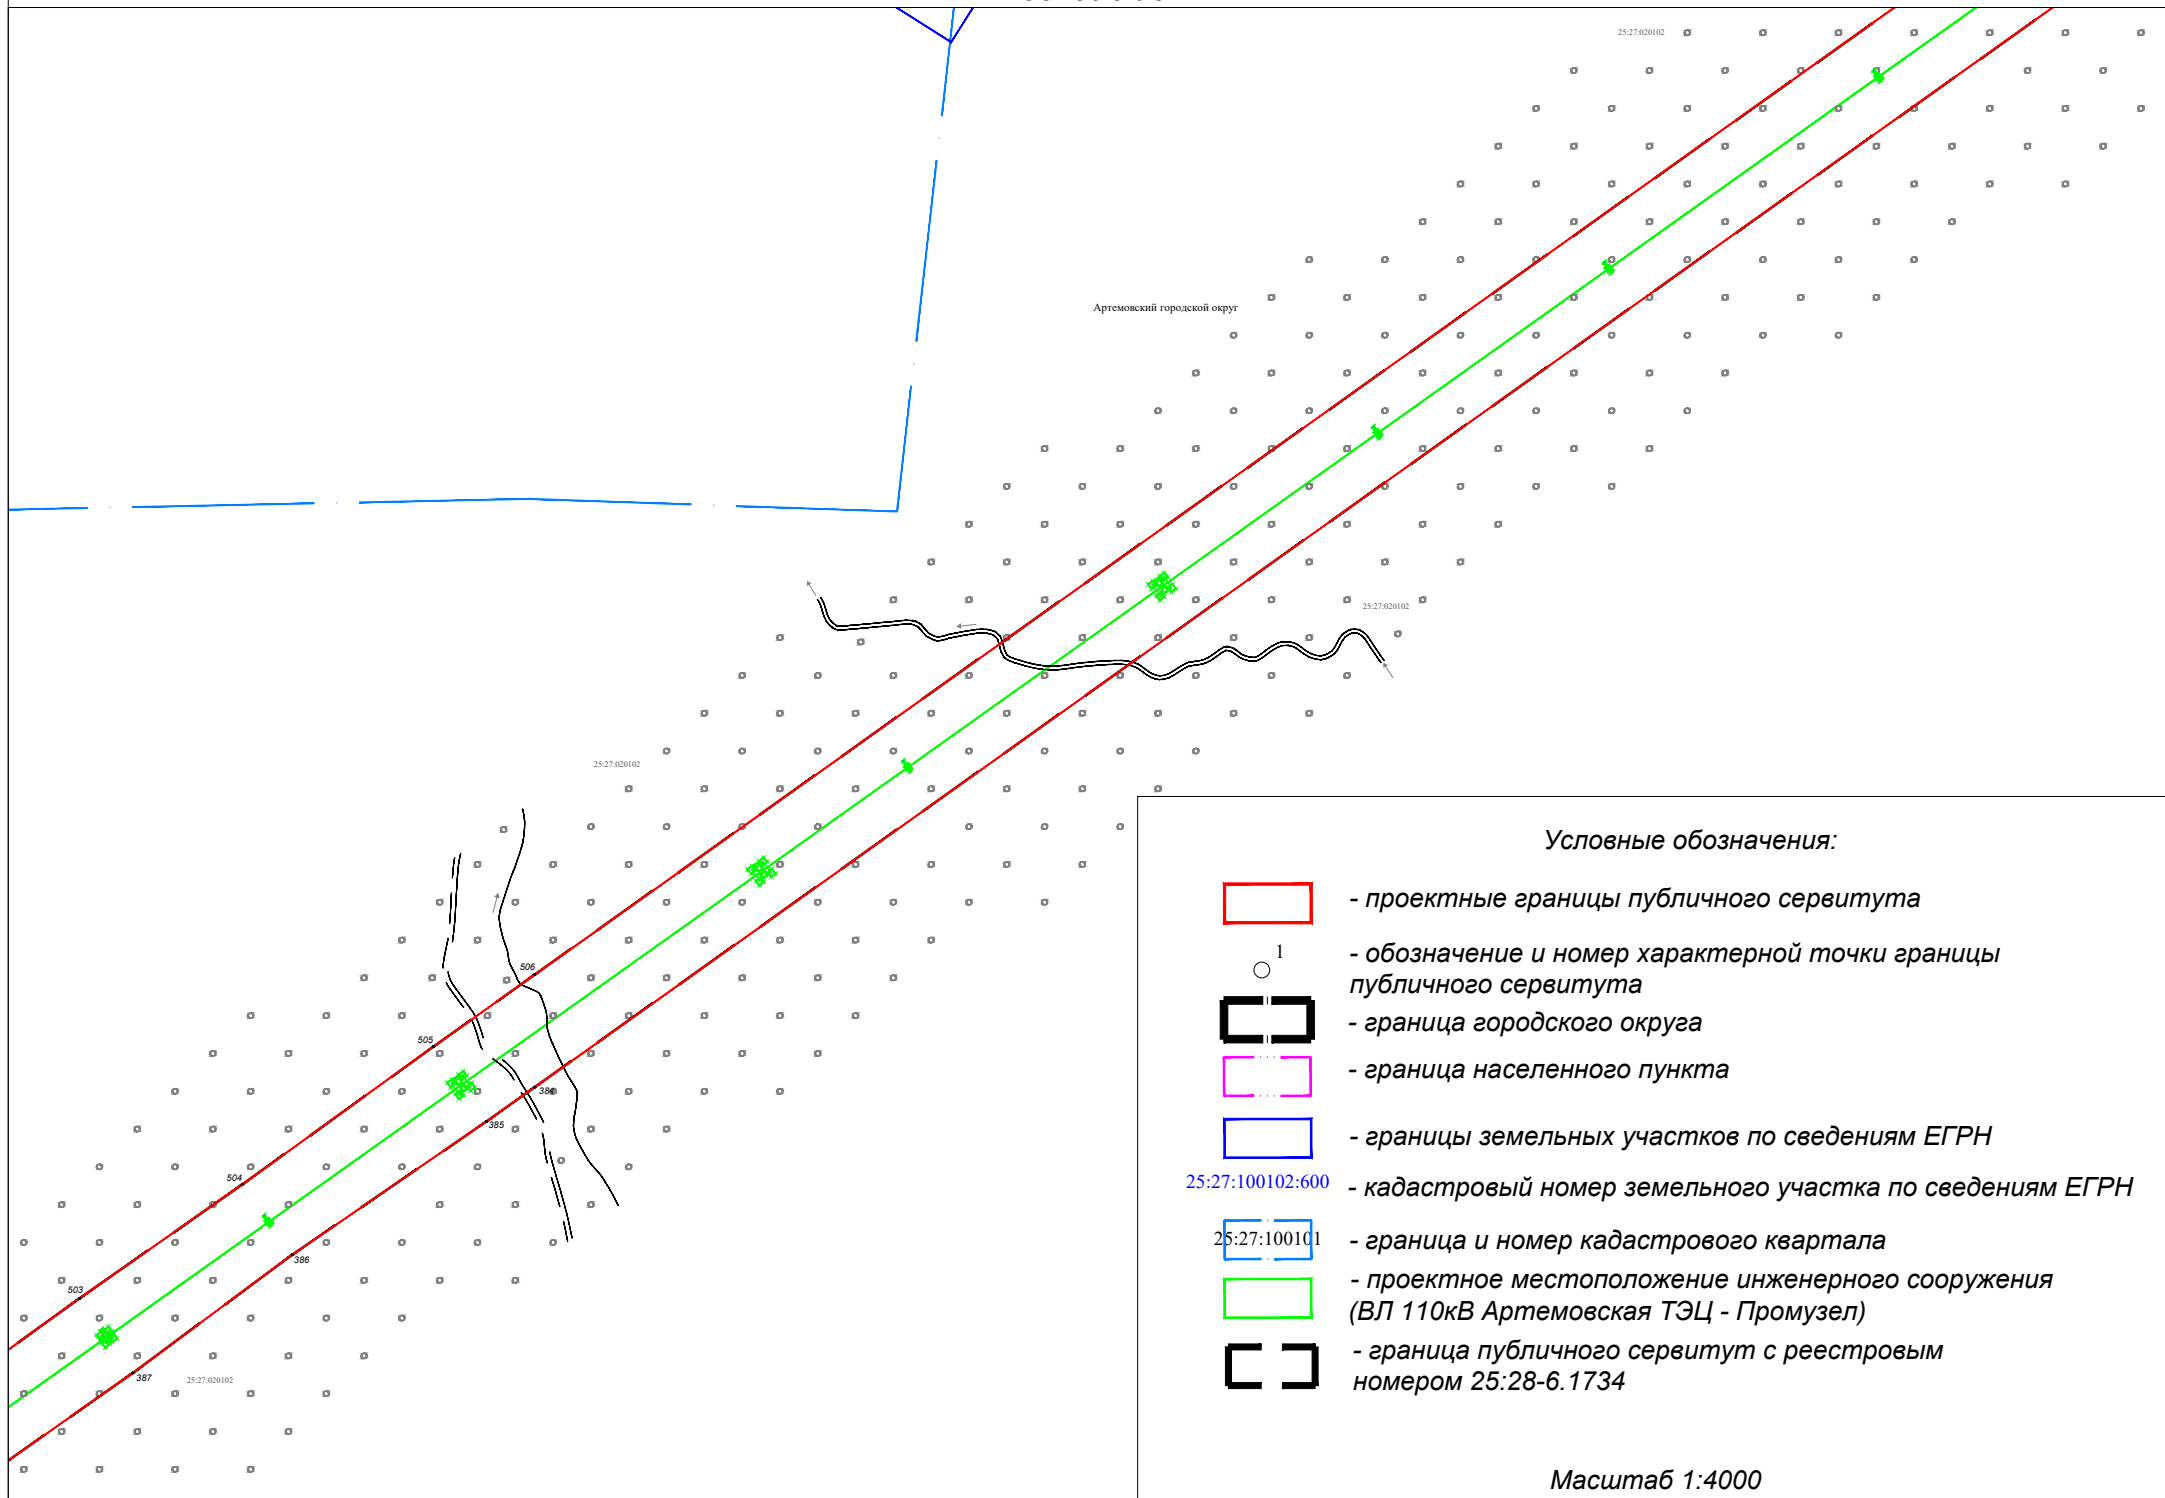 25:27:020102
Артемовский городской округ
25:27:020102
25:27:020102
506
505
384
385
504
386
503
387
25:27:020102
Условные обозначения:
- проектные границы публичного сервитута
1
- обозначение и номер характерной точки границы
публичного сервитута
- граница городского округа
- граница населенного пункта
- границы земельных участков по сведениям ЕГРН
25:27:100102:600 - кадастровый номер земельного участка по сведениям ЕГРН
25:27:100101 - граница и номер кадастрового квартала
- проектное местоположение инженерного сооружения
(ВЛ 110кВ Артемовская ТЭЦ - Промузел)
- граница публичного сервитут с реестровым
номером 25:28-6.1734
Масштаб 1:4000